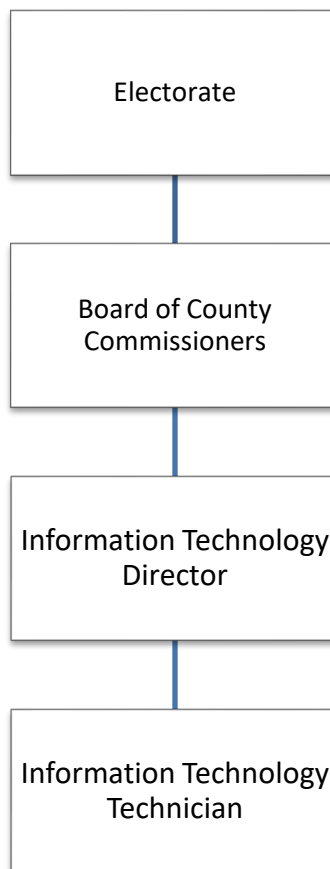 Electorate
Board of County
Commissioners
Information Technology
Director
Information Technology
Technician